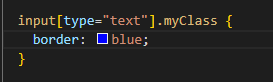 input[type="text"].myClass {
  border: blue;
}